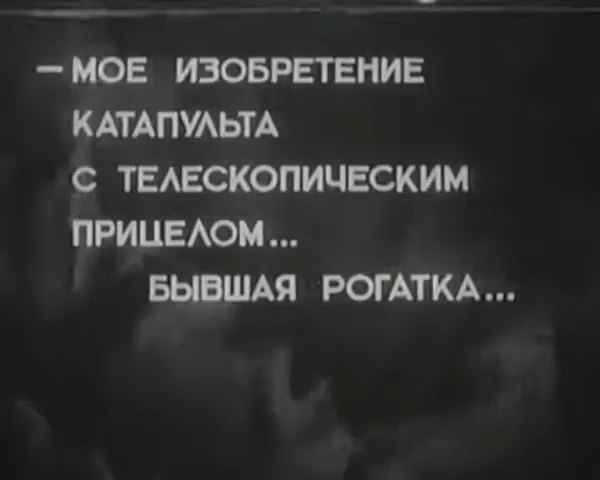 — МОЕ ИЗОБРЕТЕНИЕ
КАТАПУЛЬТА
С ТЕЛЕСКОПИЧЕСКИМ
ПРИЦЕЛОМ...
БЫВШАЯ РОГАТКА...